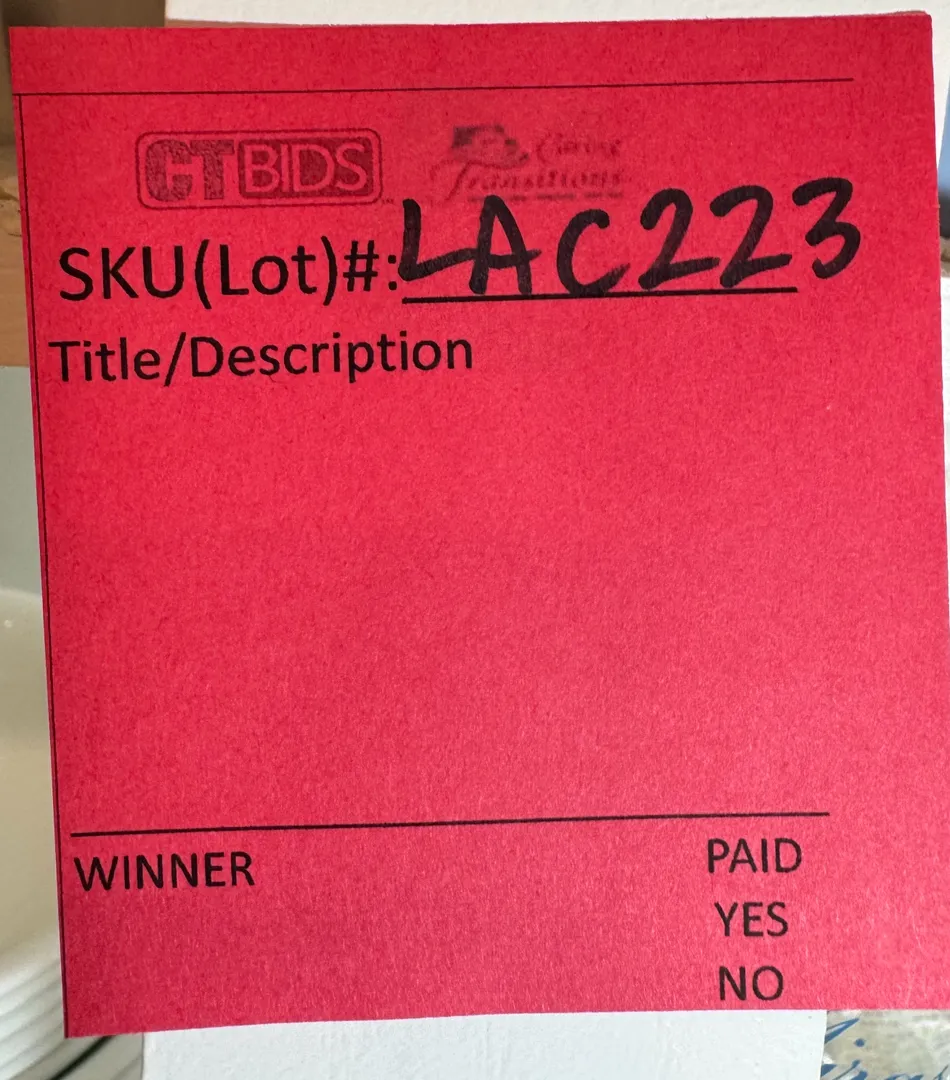 CTBIDS Caring Transitions
SKU(Lot)#: LAC223
Title/Description
WINNER PAID
YES
NO